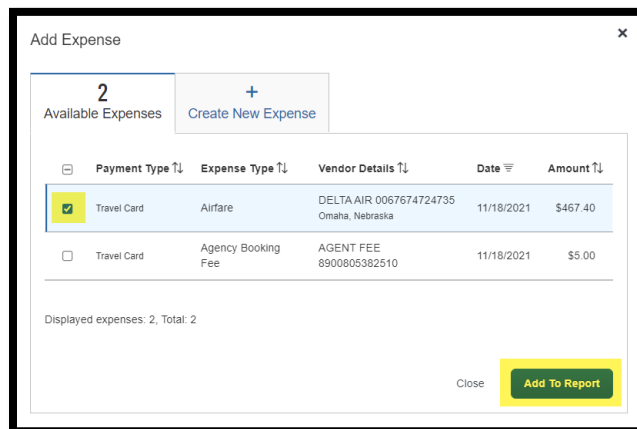 Add Expense
×
2
Available Expenses
+
Create New Expense
Payment Type Expense Type Vendor Details Date Amount
Travel Card Airfare DELTA AIR 0067674724735 11/18/2021 $467.40
Omaha, Nebraska
Travel Card Agency Booking Fee AGENT FEE 11/18/2021 $5.00
8900805382510
Displayed expenses: 2, Total: 2
Close Add To Report